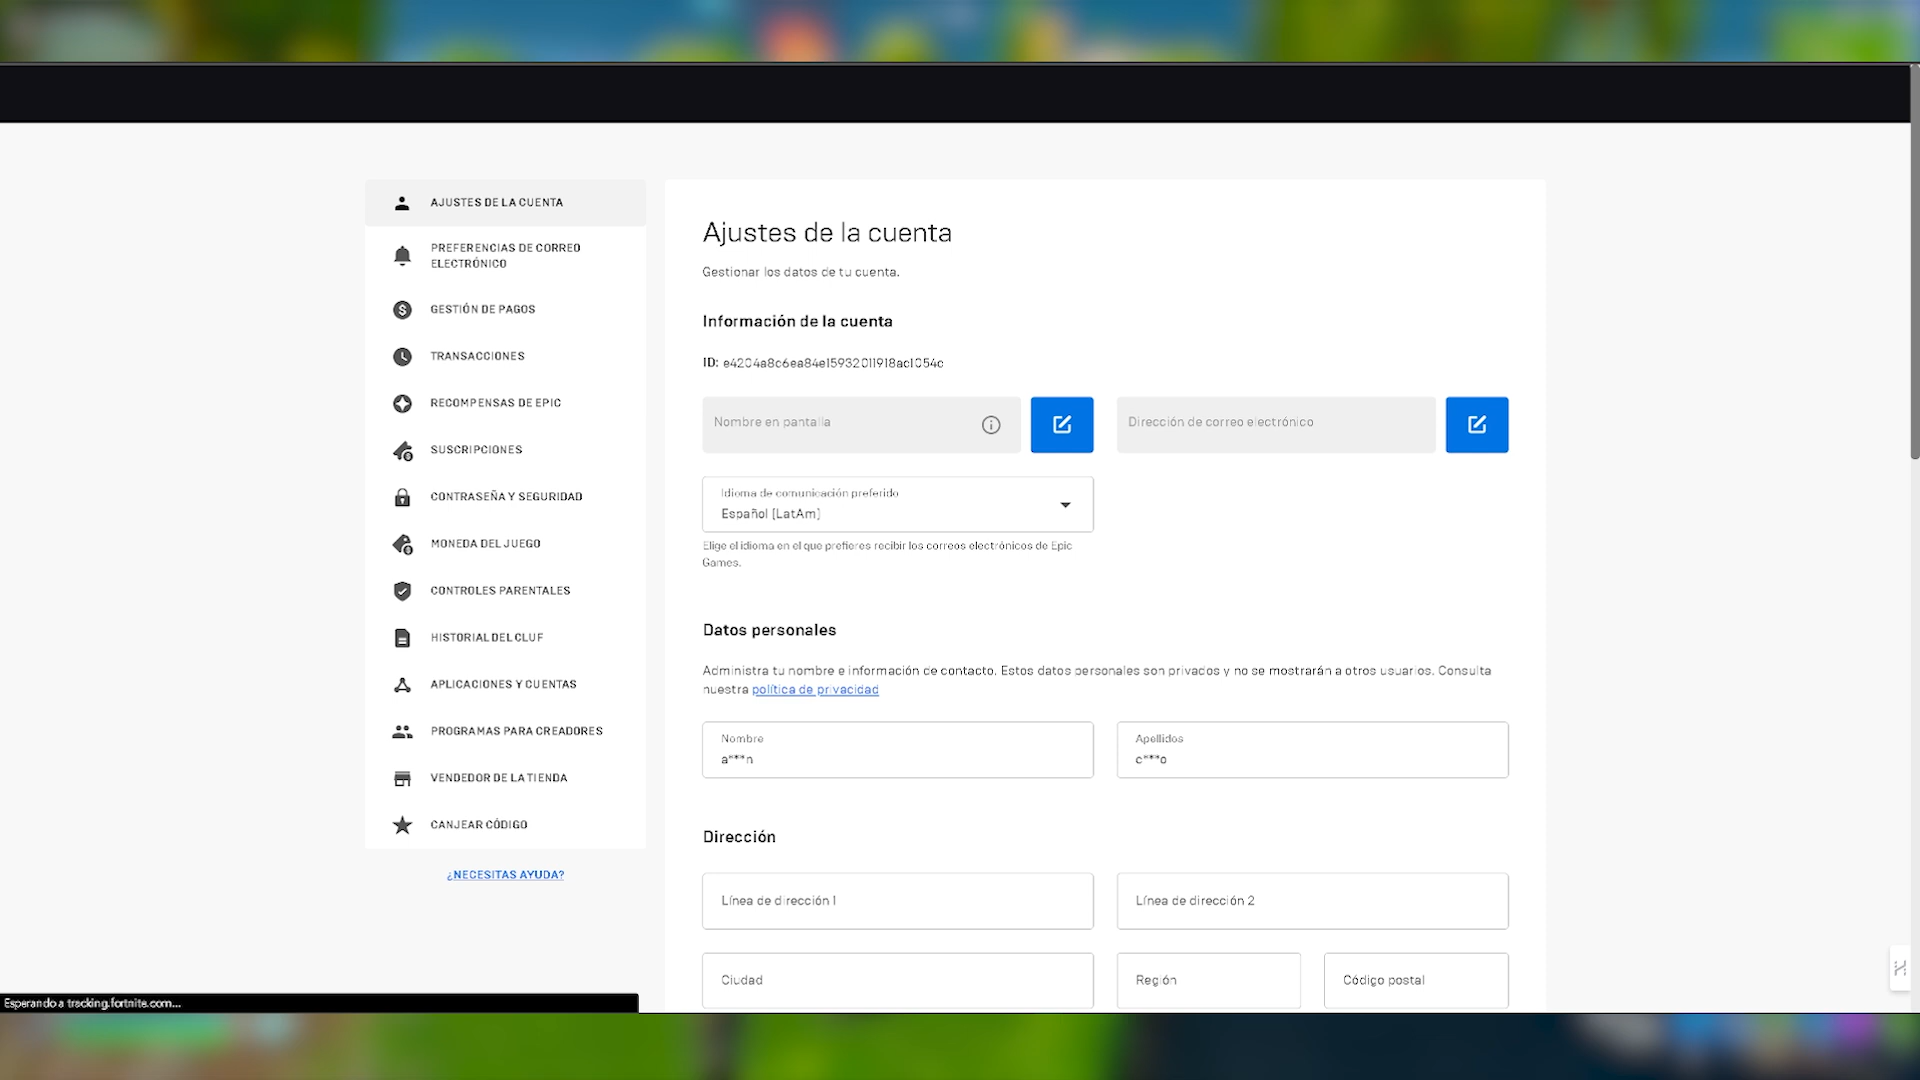 AJUSTES DE LA CUENTA
PREFERENCIAS DE CORREO
ELECTRÓNICO
GESTIÓN DE PAGOS
TRANSACCIONES
RECOMPENSAS DE EPIC
SUSCRIPCIONES
CONTRASEÑA Y SEGURIDAD
MONEDA DEL JUEGO
CONTROLES PARENTALES
HISTORIAL DEL CLUF
APLICACIONES Y CUENTAS
PROGRAMAS PARA CREADORES
VENDEDOR DE LA TIENDA
CANJEAR CÓDIGO
¿NECESITAS AYUDA?
Ajustes de la cuenta
Gestionar los datos de tu cuenta.
Información de la cuenta
ID: e4204a8c6ea84e15932011918ac1054c
Nombre en pantalla
Dirección de correo electrónico
Idioma de comunicación preferido
Español (LatAm)
Elige el idioma en el que prefieres recibir los correos electrónicos de Epic
Games.
Datos personales
Administra tu nombre e información de contacto. Estos datos personales son privados y no se mostrarán a otros usuarios. Consulta
nuestra política de privacidad
Nombre
a***n
Apellidos
c***o
Dirección
Línea de dirección 1
Línea de dirección 2
Ciudad
Región
Código postal
Esperando a tracking.fortnite.com...